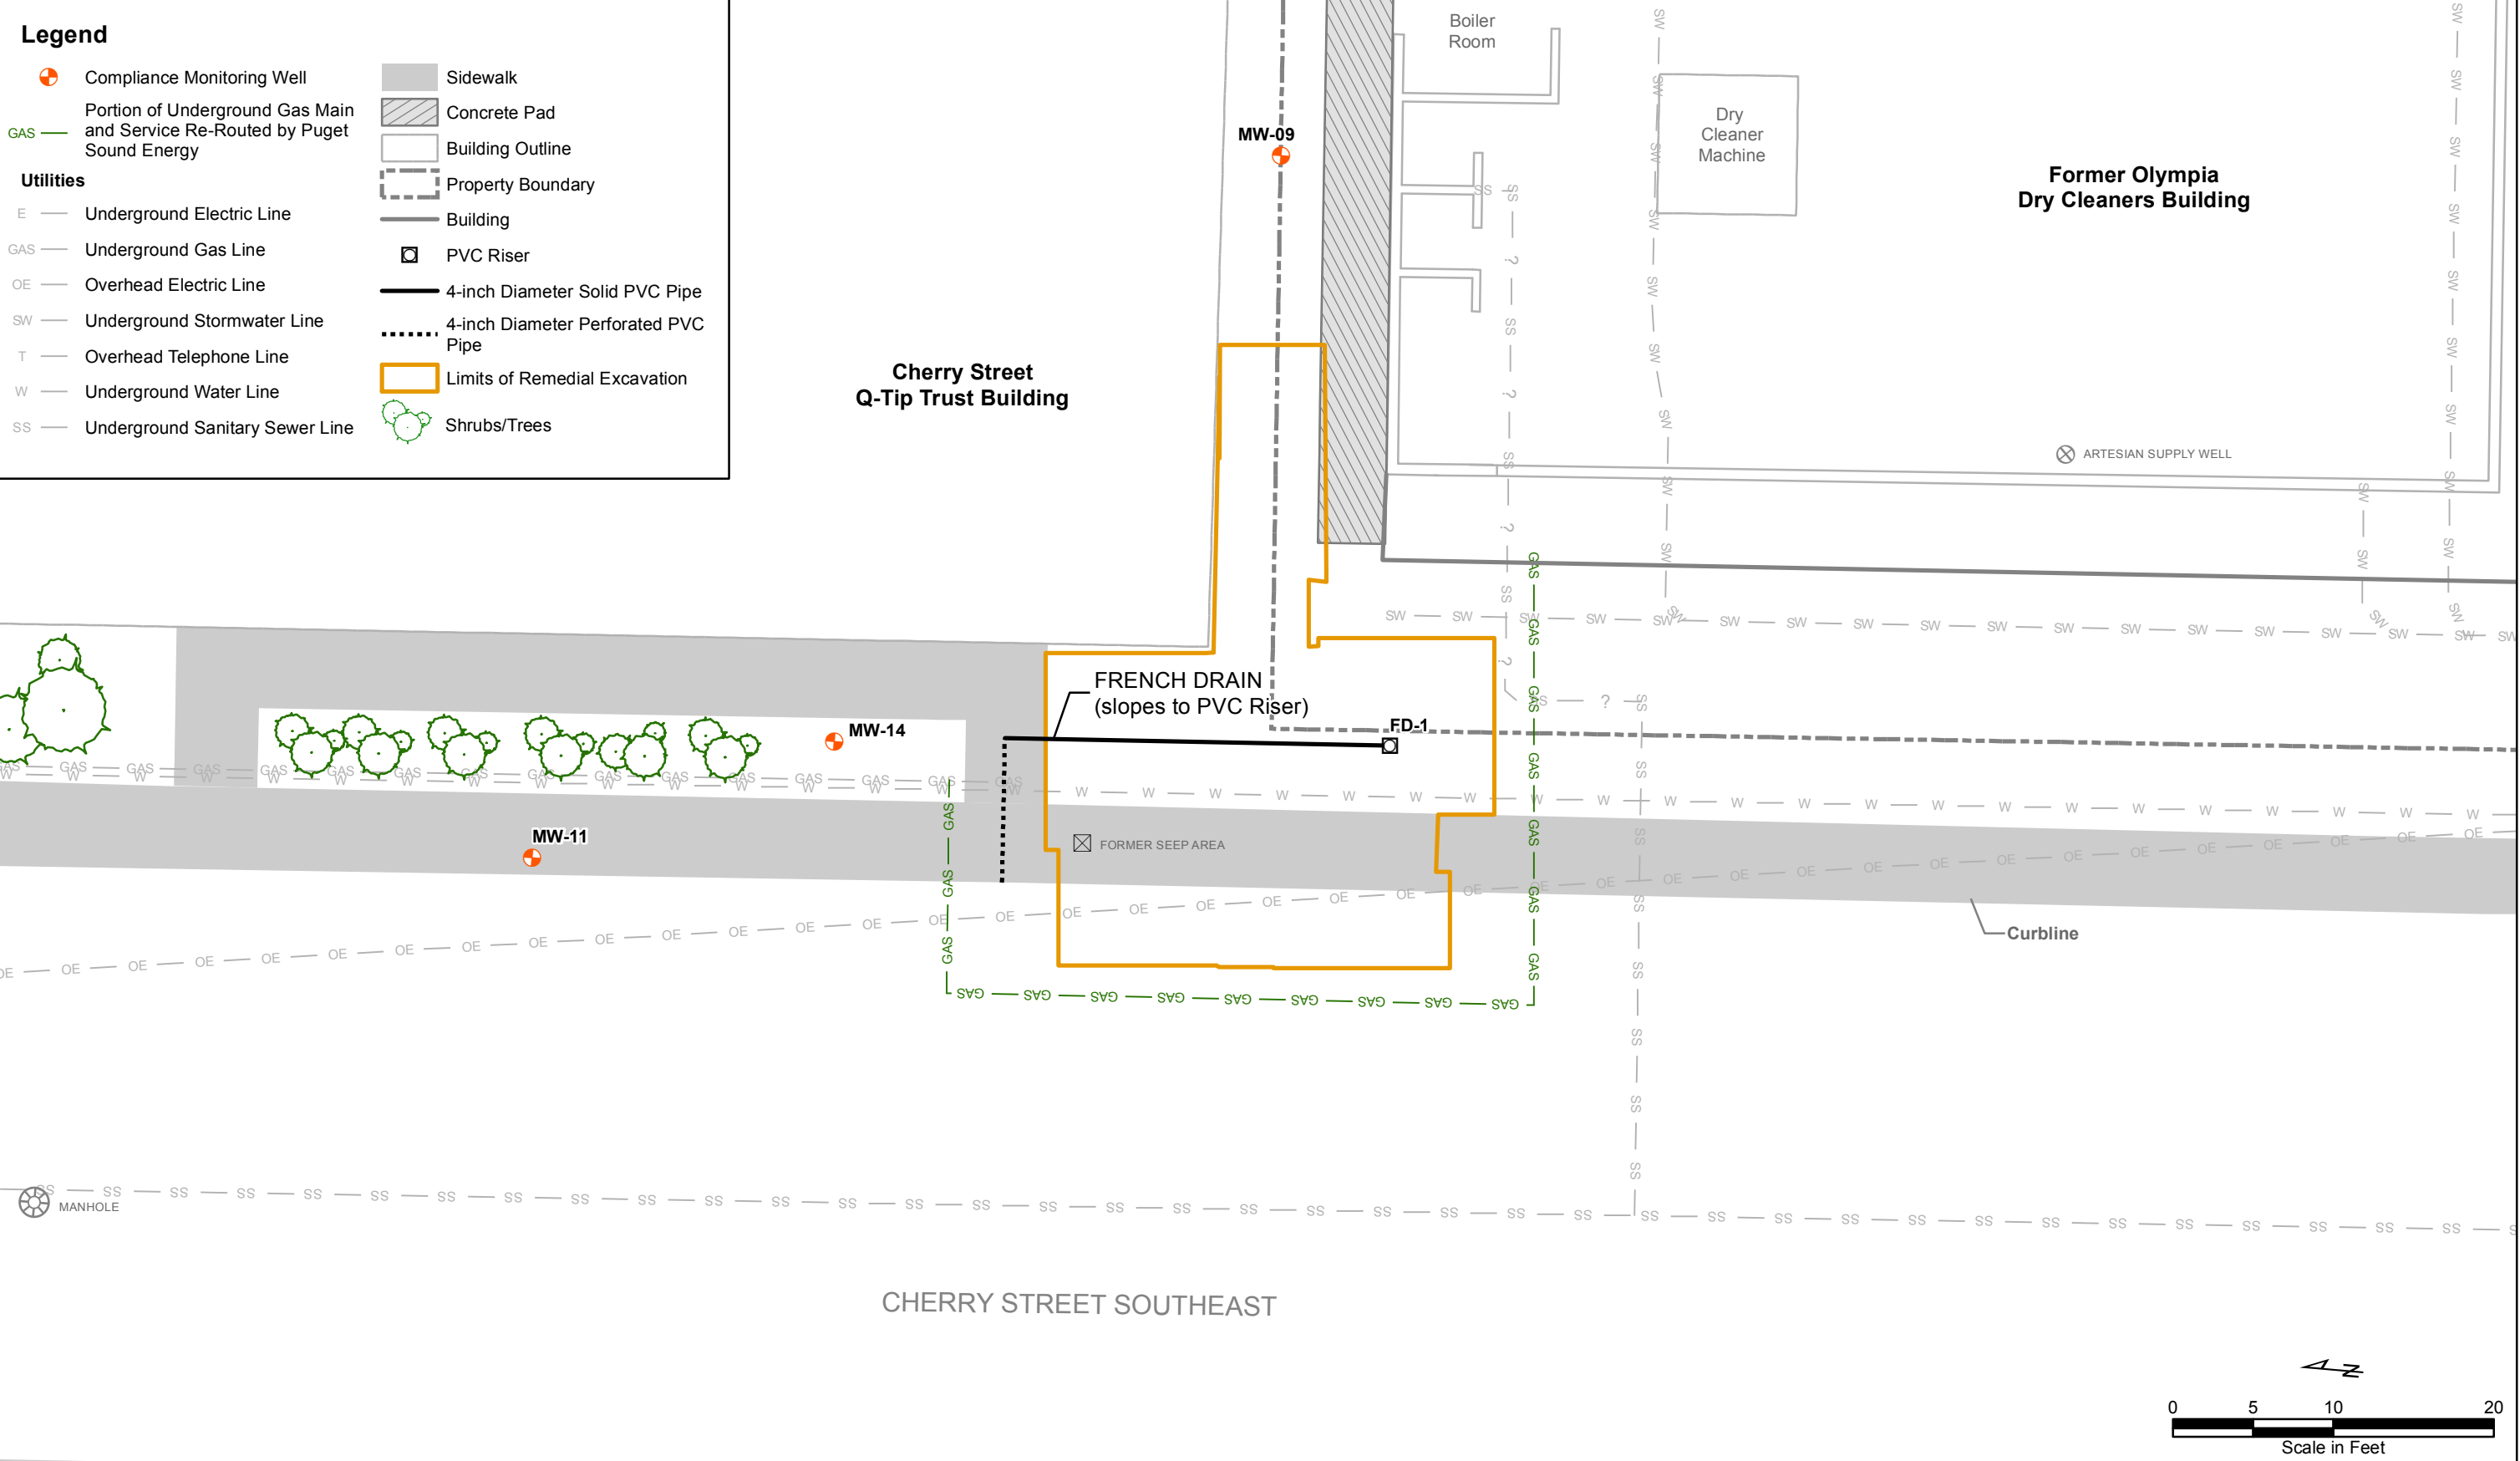 Legend
Compliance Monitoring Well
GAS
Portion of Underground Gas Main
and Service Re-Routed by Puget
Sound Energy
Utilities
E
Underground Electric Line
GAS
Underground Gas Line
OE
Overhead Electric Line
SW
Underground Stormwater Line
T
Overhead Telephone Line
W
Underground Water Line
SS
Underground Sanitary Sewer Line
Sidewalk
Concrete Pad
Building Outline
Property Boundary
Building
PVC Riser
4-inch Diameter Solid PVC Pipe
4-inch Diameter Perforated PVC
Pipe
Limits of Remedial Excavation
Shrubs/Trees
Boiler
Room
Dry
Cleaner
Machine
MW-09
Former Olympia
Dry Cleaners Building
Cherry Street
Q-Tip Trust Building
ARTESIAN SUPPLY WELL
FRENCH DRAIN
(slopes to PVC Riser)
FD-1
MW-14
MW-11
FORMER SEEP AREA
Curbline
MANHOLE
CHERRY STREET SOUTHEAST
N
0 5 10 20
Scale in Feet